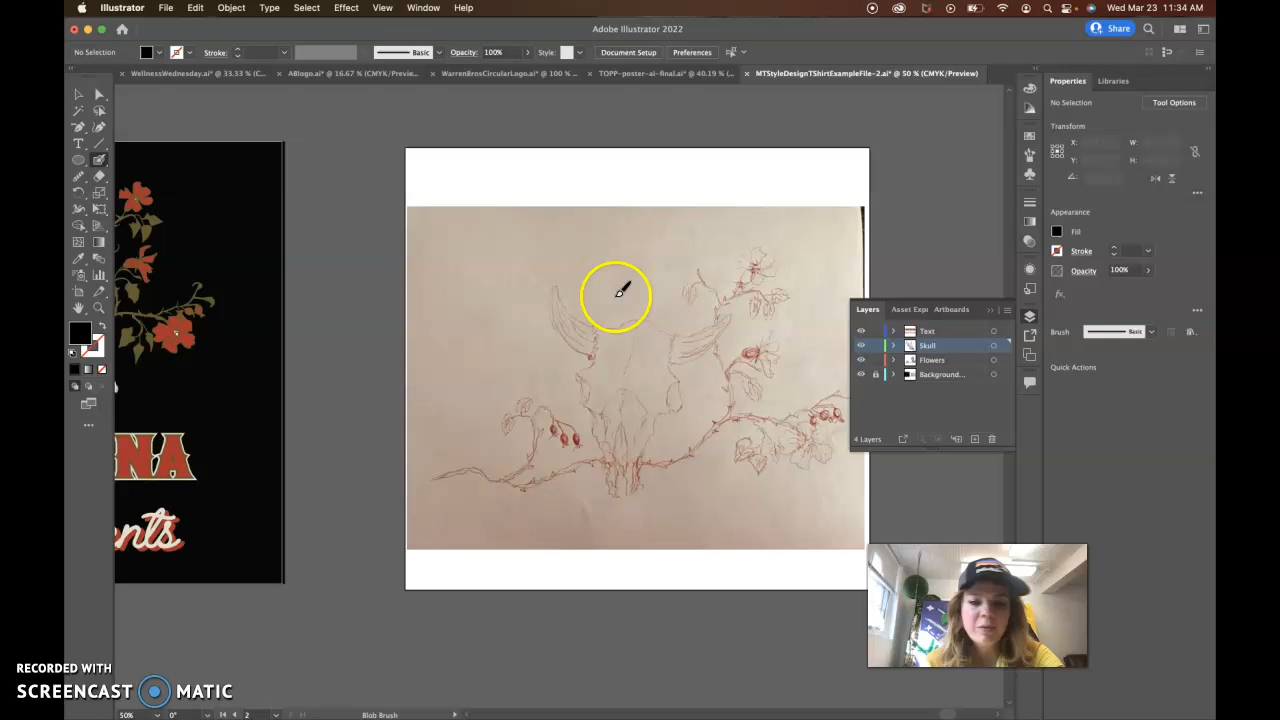 Illustrator File Edit Object Type Select Effect View Window Help Wed Mar 23 11:34 AM
Adobe Illustrator 2022 Share
No Selection Stroke: Basic Opacity: 100% Style: Document Setup Preferences
WellnessWednesday.ai* @ 33.33 % (C... ABlogo.ai* @ 16.67 % (CMYK/Previe... WarrenBrosCircularLogo.ai* @ 100 % ... TOPP-poster-ai-final.ai* @ 40.19 % (... MTStyleDesignTShirtExampleFile-2.ai* @ 50 % (CMYK/Preview)
Properties Libraries
No Selection Tool Options
Transform
X: W:
Y: H:
Appearance
Fill
Stroke
Opacity 100%
Brush Basic
Quick Actions
Layers Asset Exp Artboards
Text
Skull
Flowers
Background...
4 Layers
NA
ents
RECORDED WITH
SCREENCAST MATIC
50% 0° 2 Blob Brush